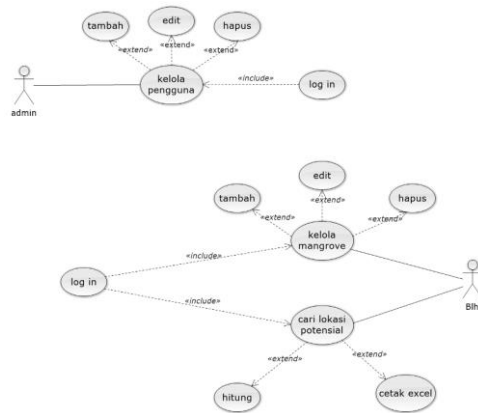 edit
tambah
hapus
«extend»
«extend»
«extend»
kelola
pengguna
«include»
log in
admin
edit
tambah
hapus
«extend»
«extend»
«extend»
kelola
mangrove
«include»
log in
Blh
«include»
cari lokasi
potensial
«extend»
«extend»
hitung
cetak excel